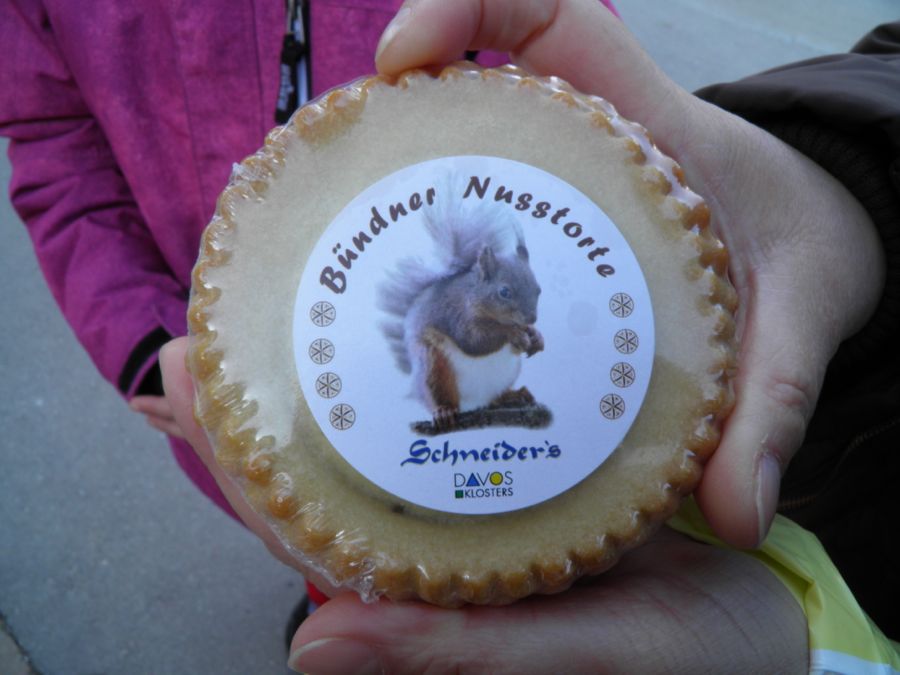 Bündner Nusstorte
Schneider's
DAVOS
KLOSTERS